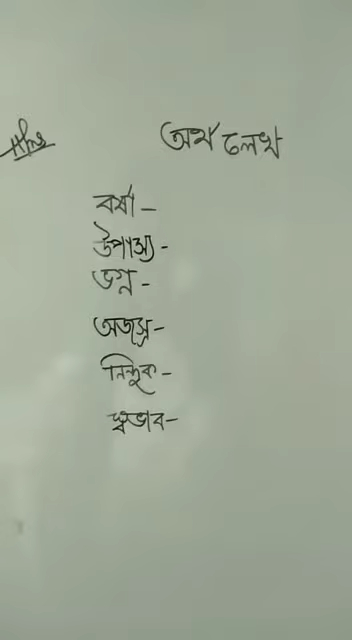 অর্থ লেখ
বর্ষা –
উপাস্য -
ভগ্ন -
অজস্র -
নিন্দুক -
স্বভাব -